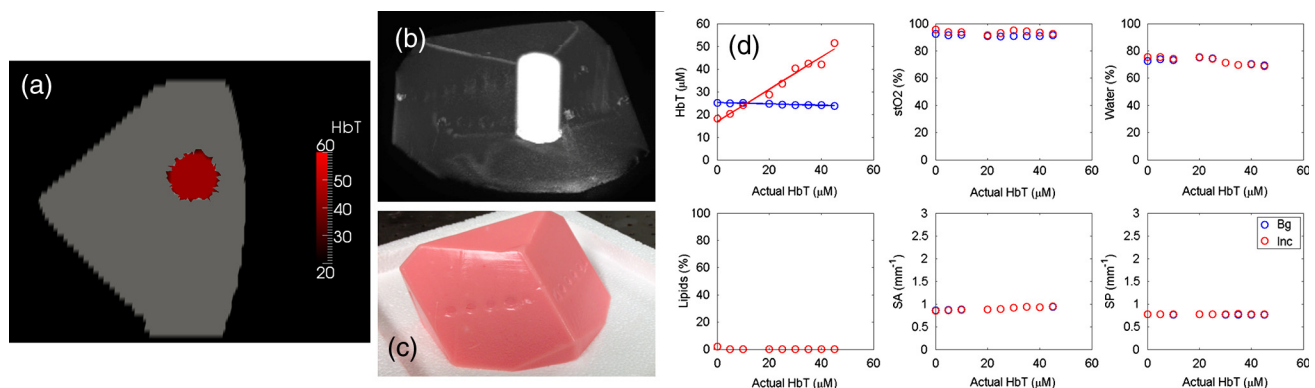 (a)
HbT
60
50
40
30
20
(b)
(c)
(d)
60
50
40
30
20
10
0
HbT (μM)
0 20 40 60
Actual HbT (μM)
100
80
60
40
20
0
stO2 (%)
0 20 40 60
Actual HbT (μM)
100
80
60
40
20
0
Water (%)
0 20 40 60
Actual HbT (μM)
100
80
60
40
20
0
Lipids (%)
0 20 40 60
Actual HbT (μM)
3
2.5
2
1.5
1
0.5
0
SA (mm-1)
0 20 40 60
Actual HbT (μM)
3
2.5
2
1.5
1
0.5
0
SP (mm-1)
0 20 40 60
Actual HbT (μM)
Bg
Inc